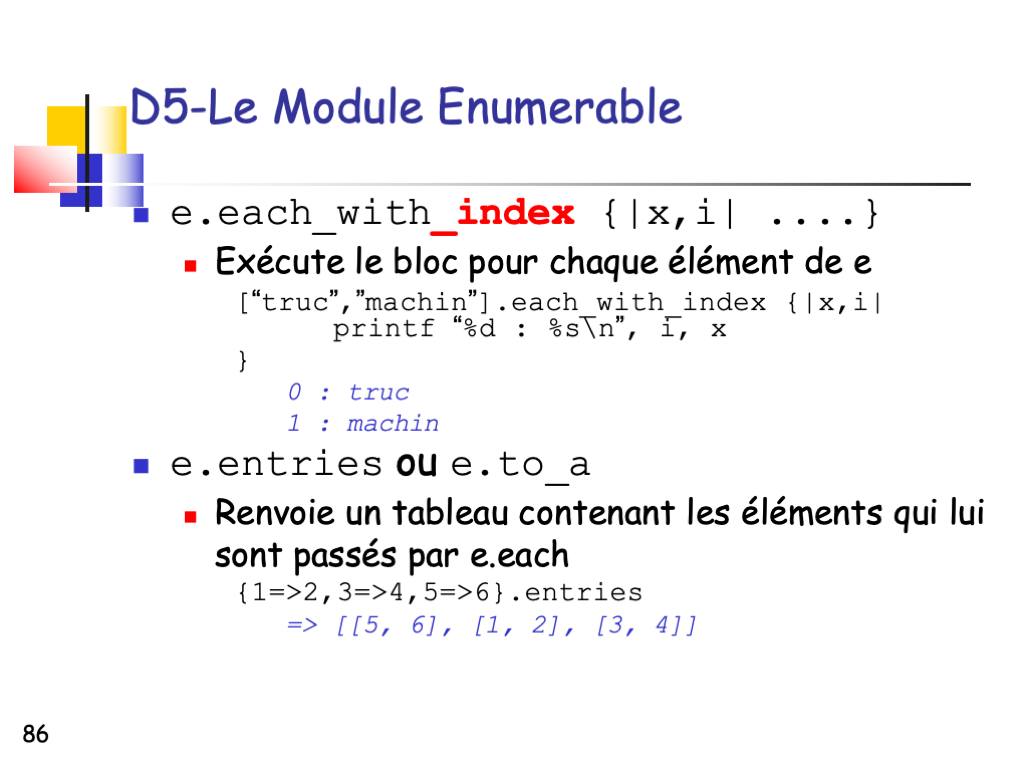 D5-Le Module Enumerable
e.each_with_index {|x,i| ....}
Exécute le bloc pour chaque élément de e
[“truc”,”machin”].each_with_index {|x,i|
printf “%d : %s\n”, i, x
}
0 : truc
1 : machin
e.entries ou e.to_a
Renvoie un tableau contenant les éléments qui lui
sont passés par e.each
{1=>2,3=>4,5=>6}.entries
=> [[5, 6], [1, 2], [3, 4]]
86